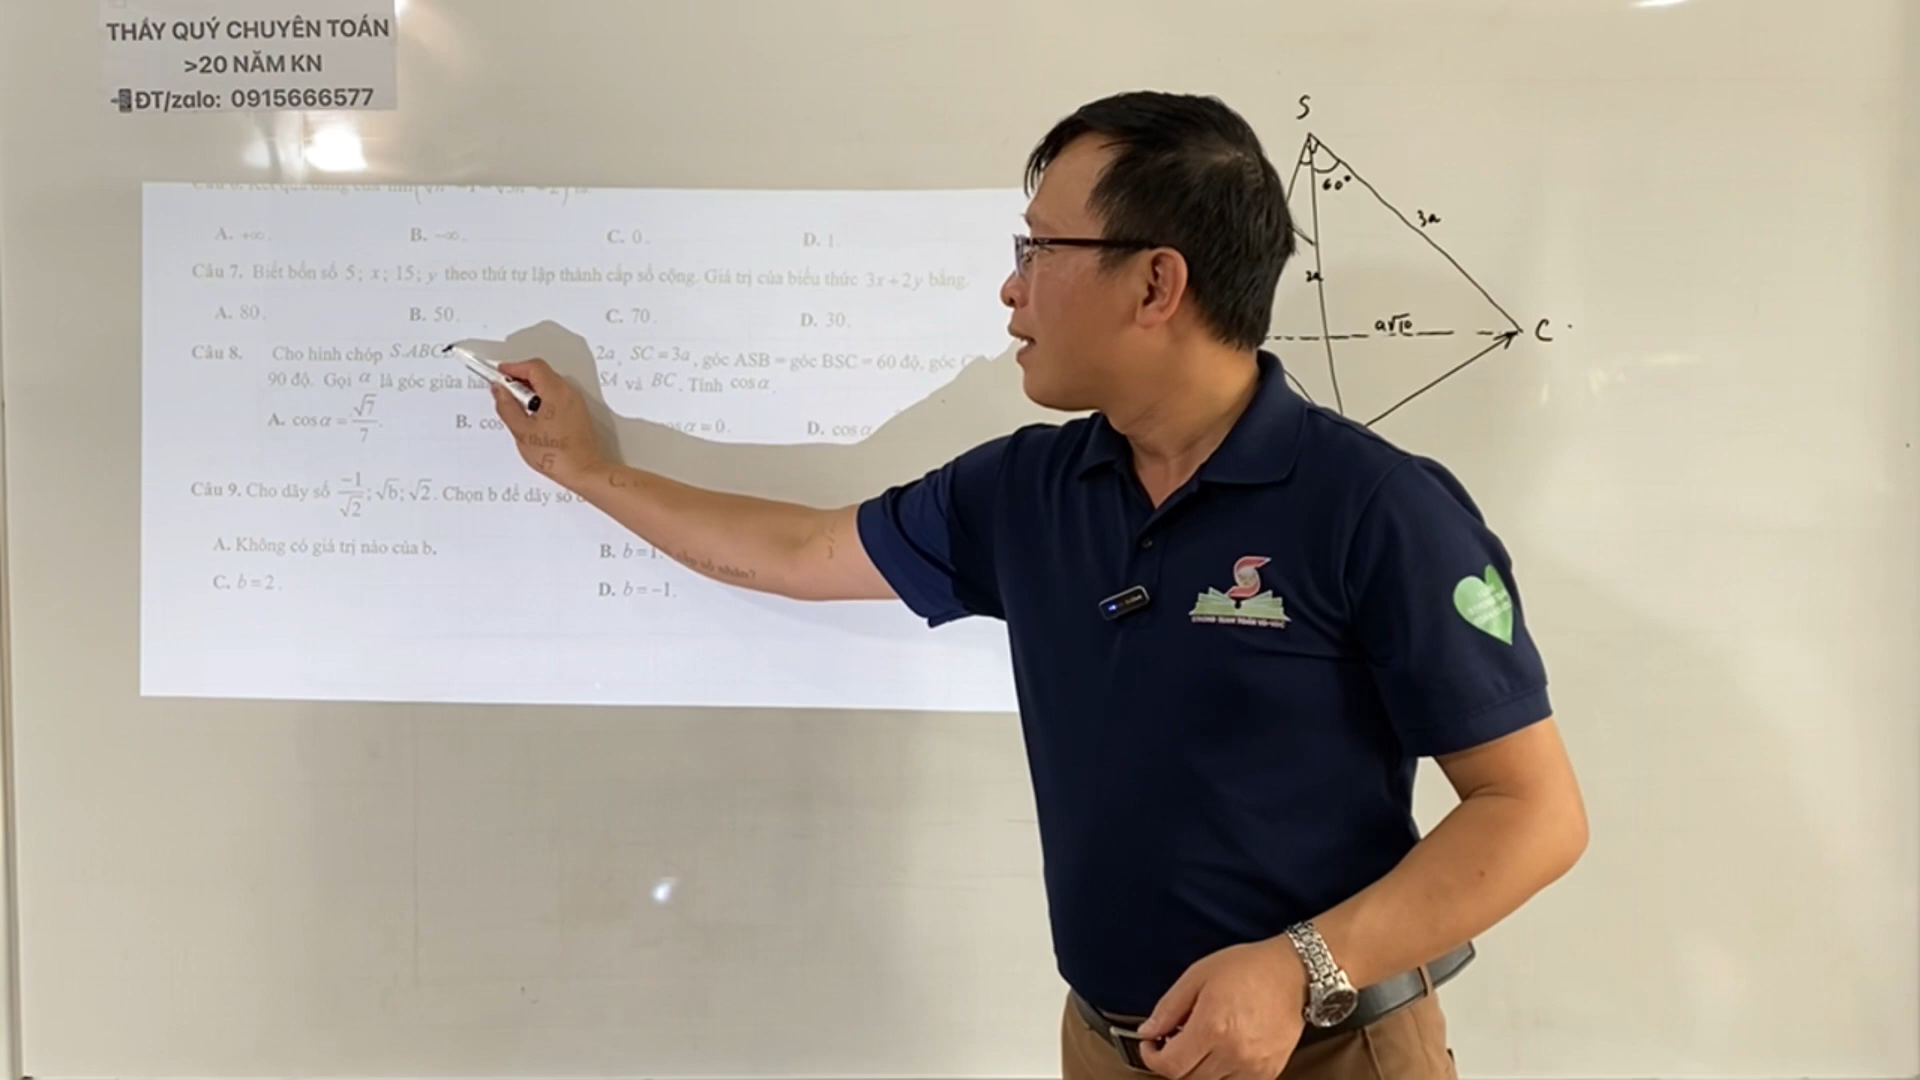 THẦY QUÝ CHUYÊN TOÁN
>20 NĂM KN
ĐT/zalo: 0915666577
A. +∞.
B. −∞.
C. 0.
D. 1.
Câu 7. Biết bốn số 5; x; 15; y theo thứ tự lập thành cấp số cộng. Giá trị của biểu thức 3x+2y bằng.
A. 80.
B. 50.
C. 70.
D. 30.
Câu 8. Cho hình chóp S.ABC 2a, SC = 3a, góc ASB = góc BSC = 60 độ, góc
90 độ. Gọi α là góc giữa SA và BC. Tính cos α
A. cos α = √7/7.
B. cos
α = 0.
D. cos α
Câu 9. Cho dãy số −1/√2; √b; √2. Chọn b để dãy số
cấp số nhân?
A. Không có giá trị nào của b.
B. b = 1.
C. b = 2.
D. b = −1.
S
60°
3a
2a
a√10
C